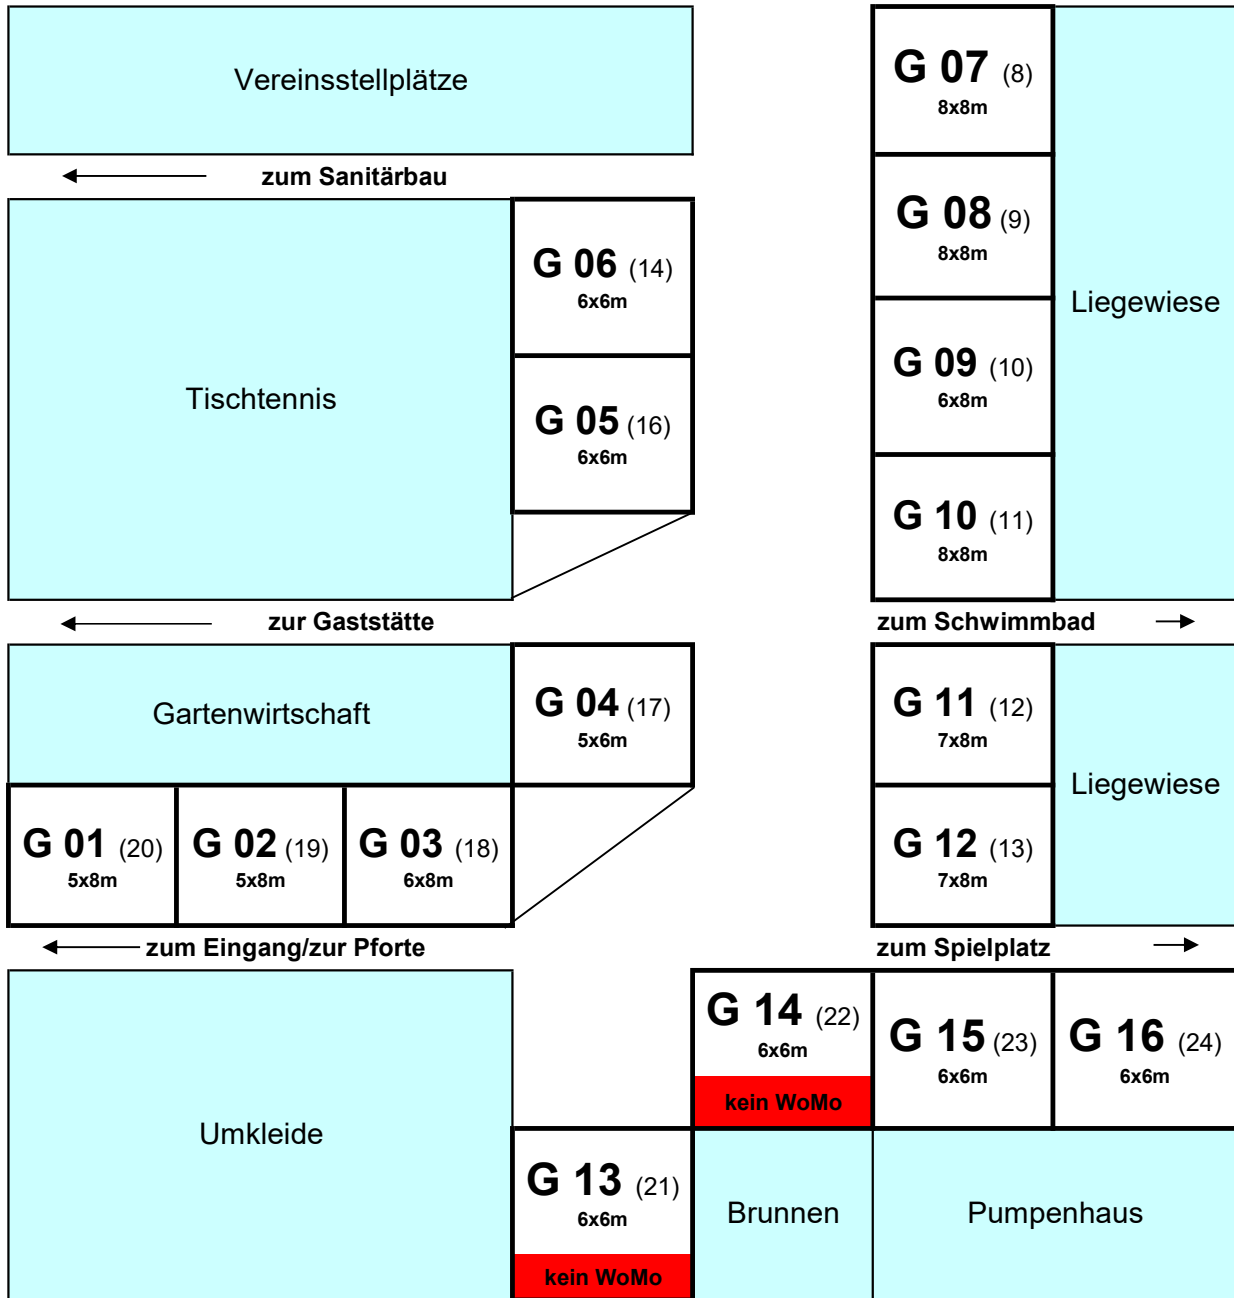 Vereinsstellplätze
G 07 (8)
8x8m
zum Sanitärbau
G 08 (9)
8x8m
G 06 (14)
6x6m
Liegewiese
G 09 (10)
6x8m
Tischtennis
G 05 (16)
6x6m
G 10 (11)
8x8m
zur Gaststätte
zum Schwimmbad
Gartenwirtschaft
G 04 (17)
5x6m
G 11 (12)
7x8m
Liegewiese
G 01 (20)
5x8m
G 02 (19)
5x8m
G 03 (18)
6x8m
G 12 (13)
7x8m
zum Eingang/zur Pforte
zum Spielplatz
G 14 (22)
6x6m
kein WoMo
G 15 (23)
6x6m
G 16 (24)
6x6m
Umkleide
G 13 (21)
6x6m
kein WoMo
Brunnen
Pumpenhaus